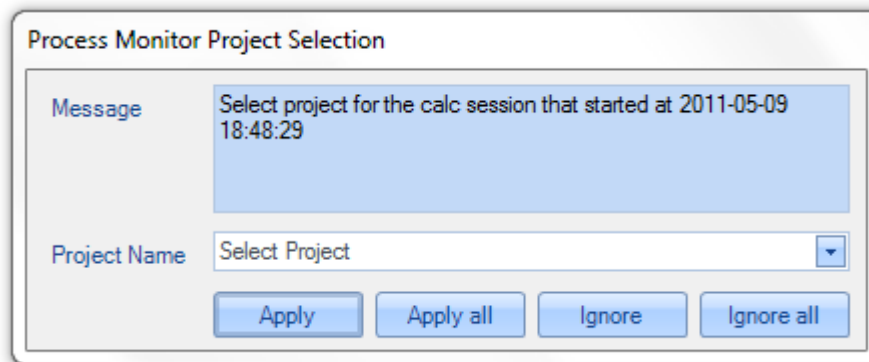 Process Monitor Project Selection
Message
Select project for the calc session that started at 2011-05-09
18:48:29
Project Name
Select Project
Apply
Apply all
Ignore
Ignore all